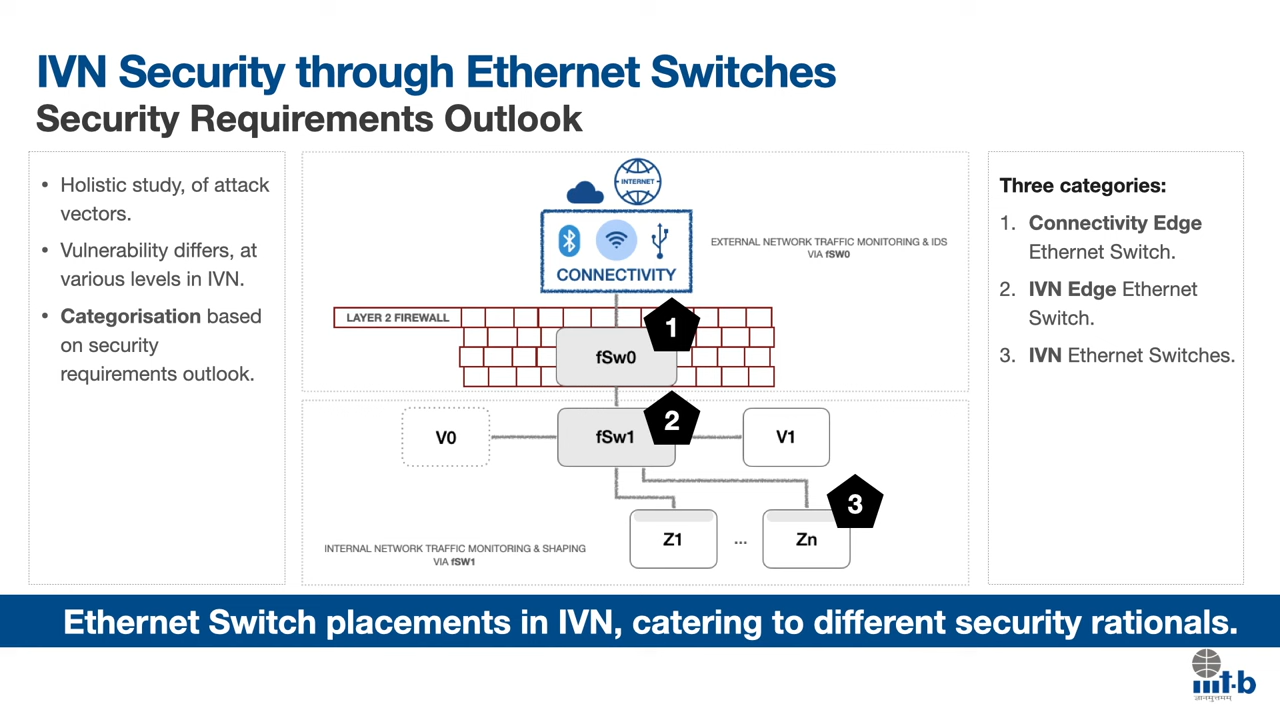 IVN Security through Ethernet Switches
Security Requirements Outlook
• Holistic study, of attack
vectors.
• Vulnerability differs, at
various levels in IVN.
• Categorisation based
on security
requirements outlook.
INTERNET
CONNECTIVITY
EXTERNAL NETWORK TRAFFIC MONITORING & IDS
VIA fSW0
LAYER 2 FIREWALL
1
fSw0
2
V0
fSw1
V1
3
Z1
...
Zn
INTERNAL NETWORK TRAFFIC MONITORING & SHAPING
VIA fSW1
Three categories:
1. Connectivity Edge
Ethernet Switch.
2. IVN Edge Ethernet
Switch.
3. IVN Ethernet Switches.
Ethernet Switch placements in IVN, catering to different security rationals.
iiit-b
ज्ञानमुत्तमम्